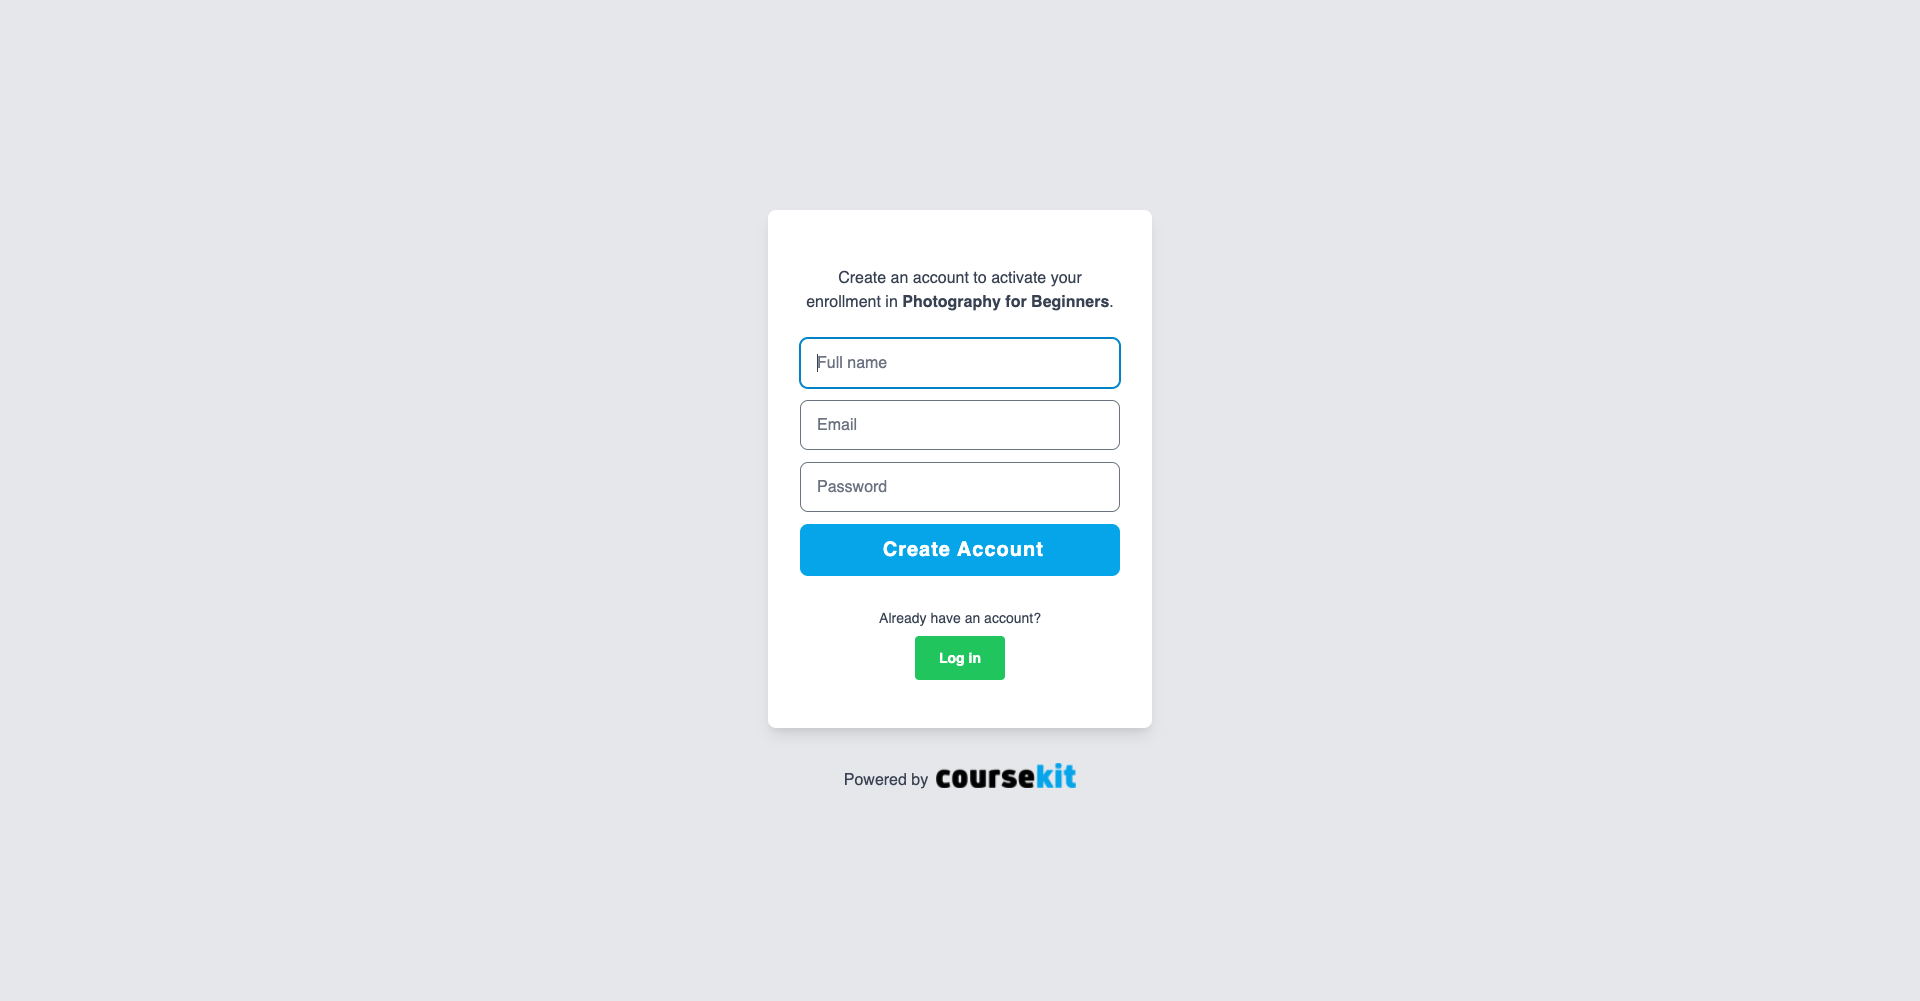 Create an account to activate your
enrollment in Photography for Beginners.
Full name
Email
Password
Create Account
Already have an account?
Log in
Powered by coursekit